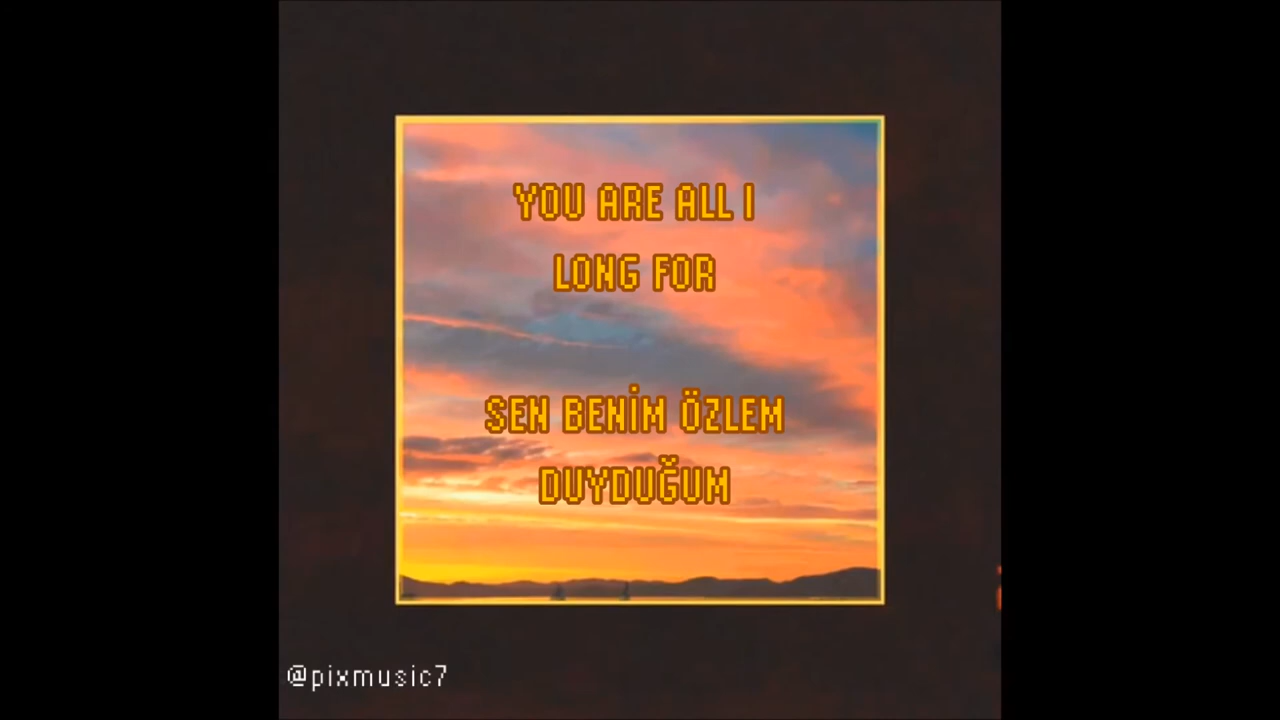 YOU ARE ALL I
LONG FOR
SEN BENİM ÖZLEM
DUYDUĞUM
@pixmusic7